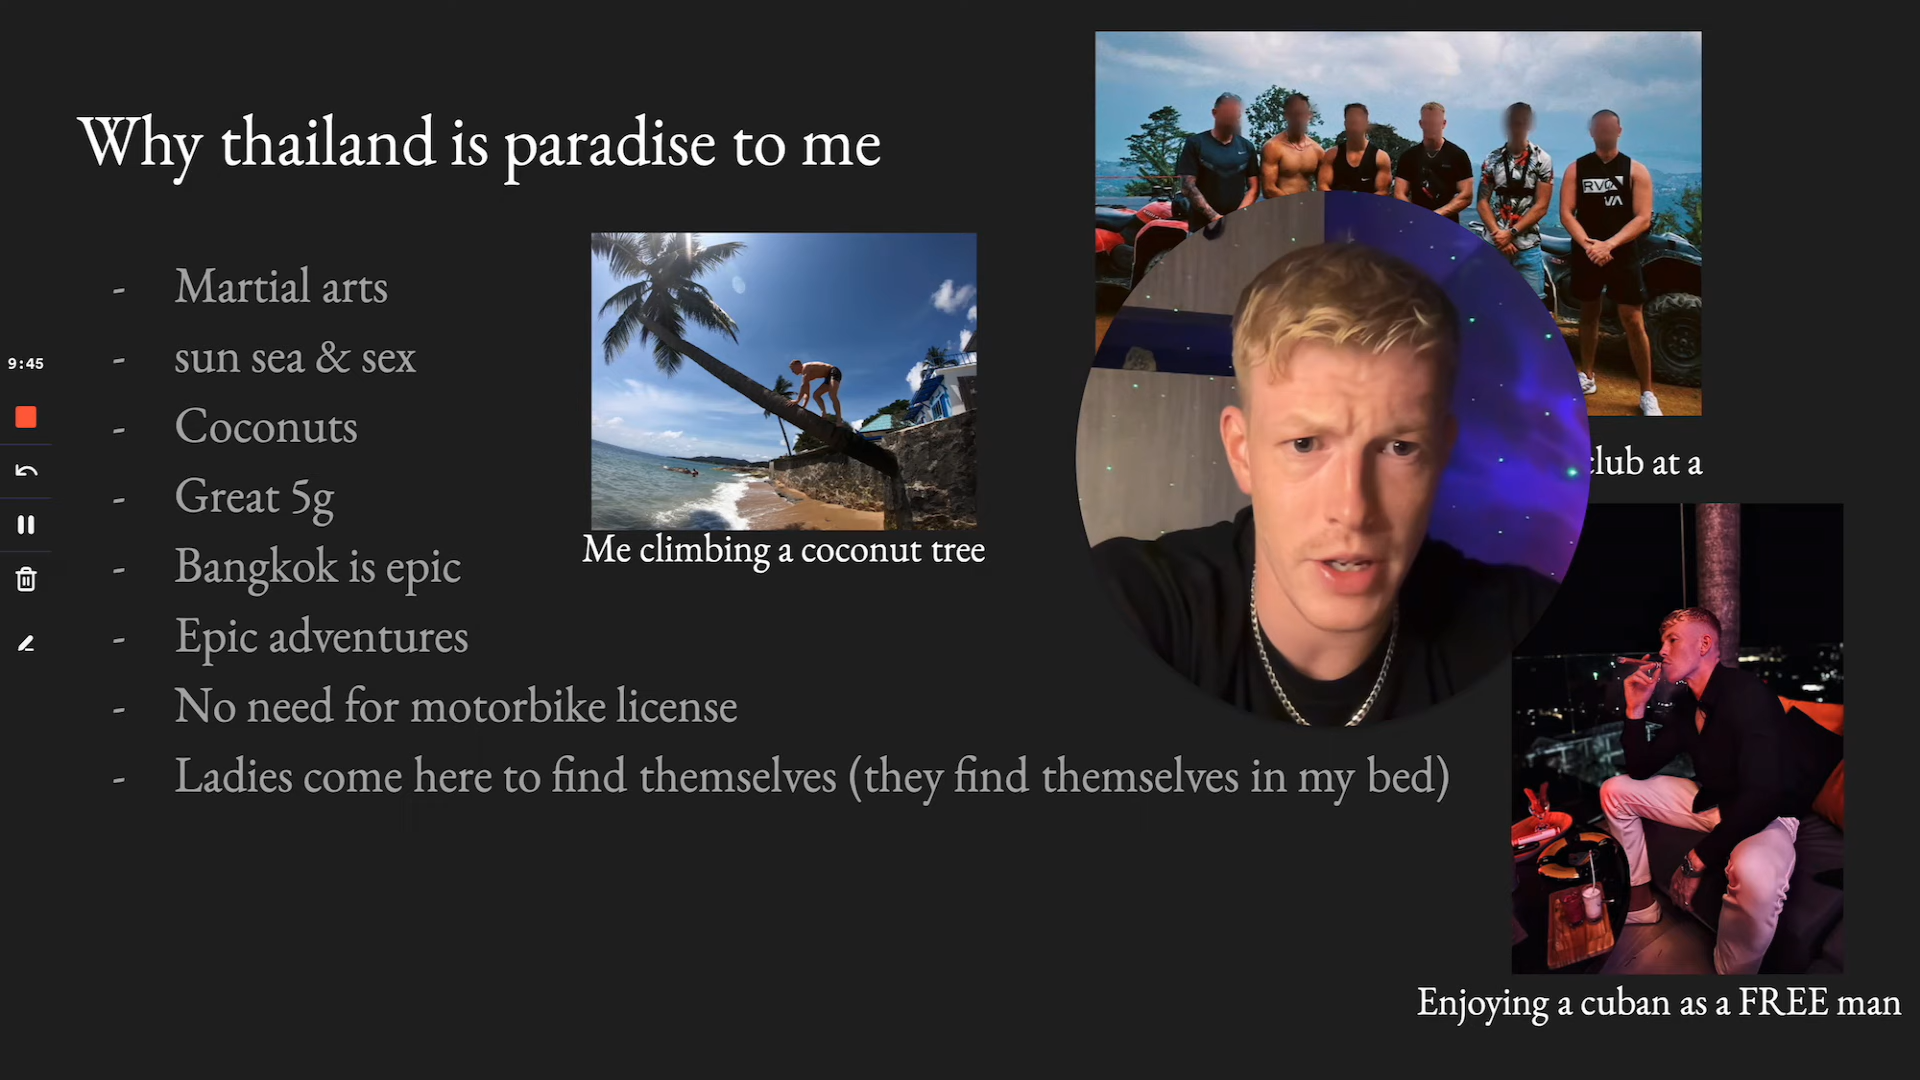 Why thailand is paradise to me
- Martial arts
- sun sea & sex
- Coconuts
- Great 5g
- Bangkok is epic
- Epic adventures
- No need for motorbike license
- Ladies come here to find themselves (they find themselves in my bed)
9:45
Me climbing a coconut tree
RVCA
club at a
Enjoying a cuban as a FREE man